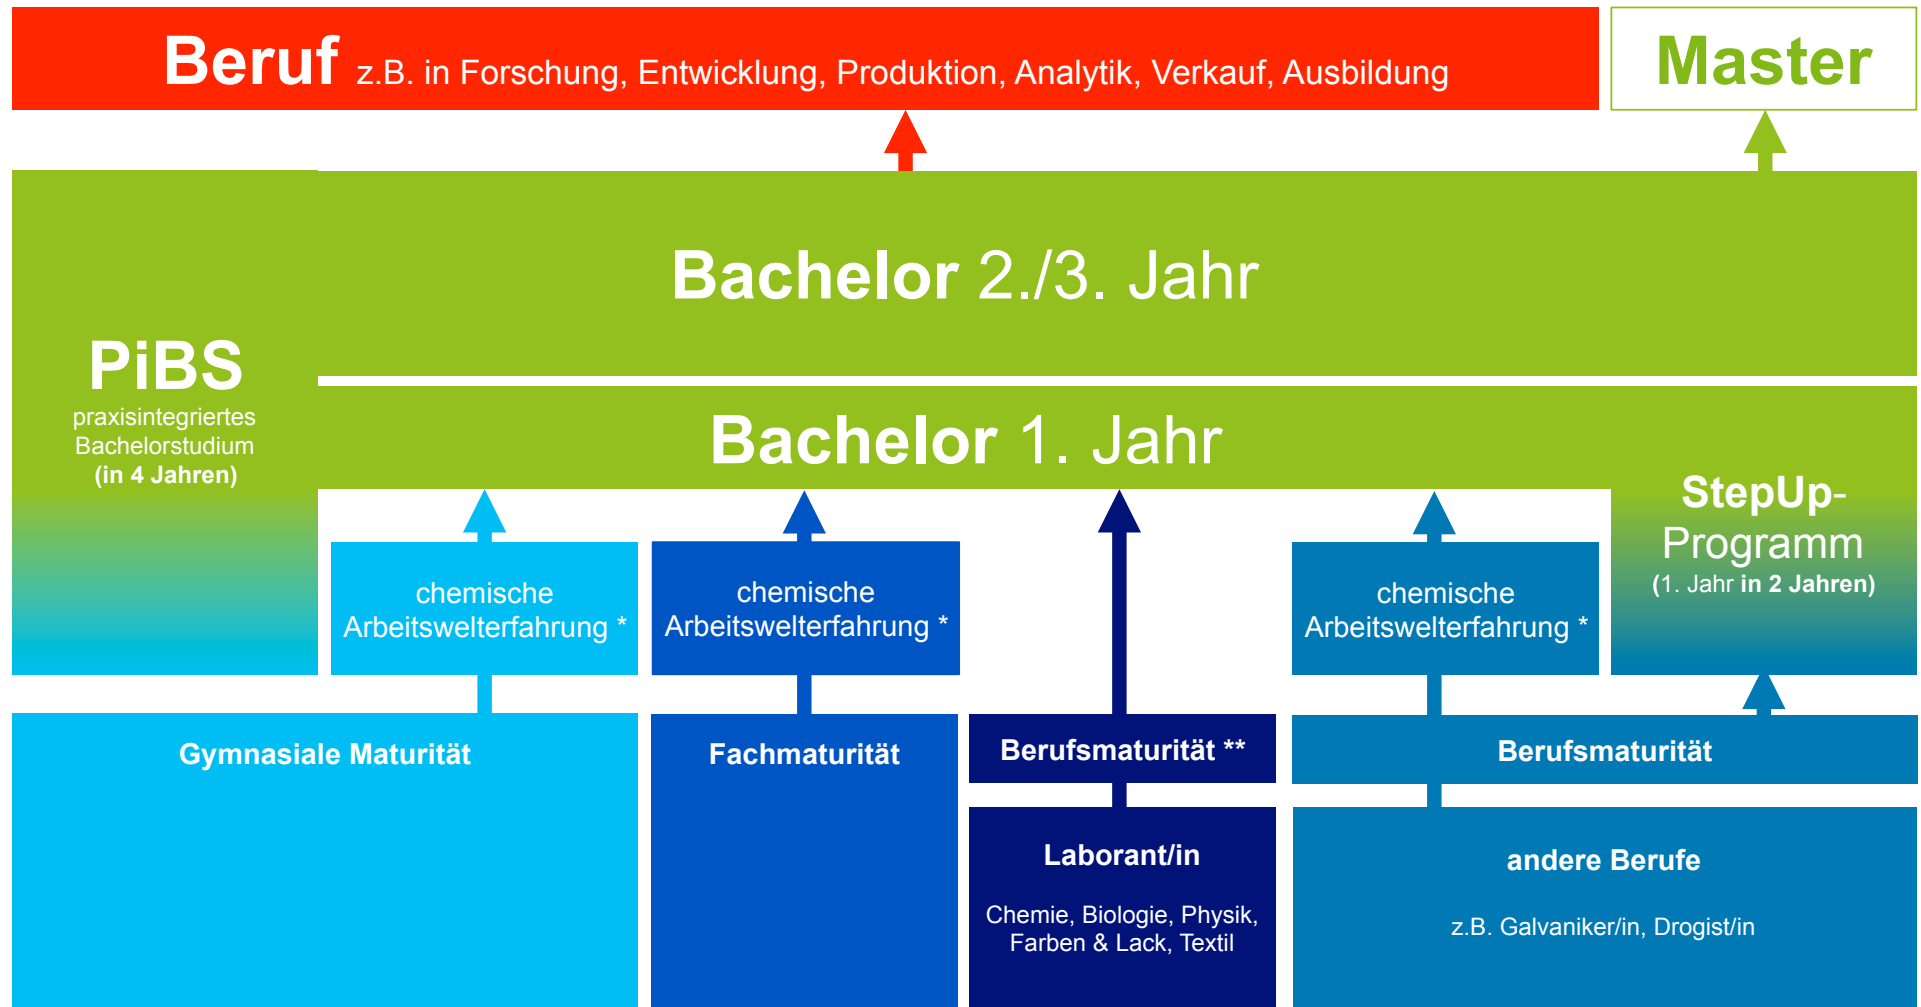 Beruf z.B. in Forschung, Entwicklung, Produktion, Analytik, Verkauf, Ausbildung
Master
Bachelor 2./3. Jahr
PiBS
praxisintegriertes
Bachelorstudium
(in 4 Jahren)
Bachelor 1. Jahr
StepUp-
Programm
(1. Jahr in 2 Jahren)
chemische
Arbeitswelterfahrung *
chemische
Arbeitswelterfahrung *
chemische
Arbeitswelterfahrung *
Gymnasiale Maturität
Fachmaturität
Berufsmaturität **
Berufsmaturität
Laborant/in
Chemie, Biologie, Physik,
Farben & Lack, Textil
andere Berufe
z.B. Galvaniker/in, Drogist/in